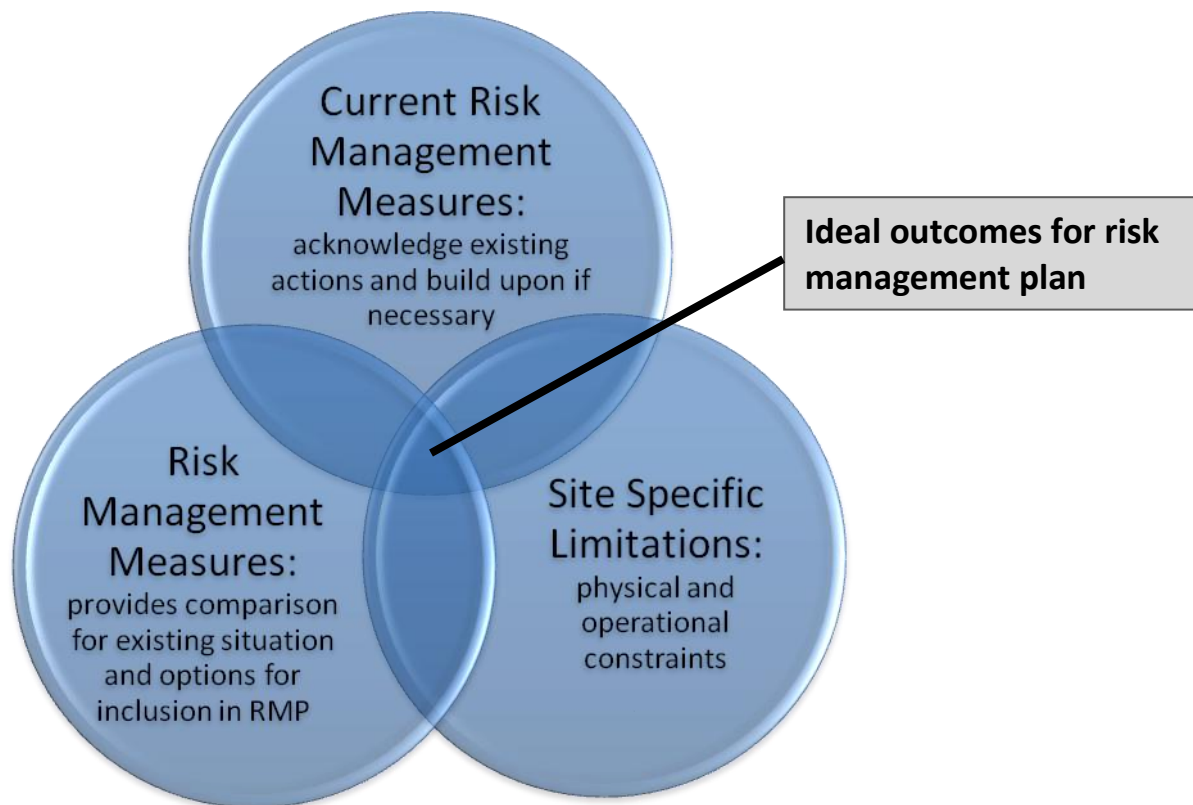 Current Risk
Management
Measures:
acknowledge existing
actions and build upon if
necessary
Ideal outcomes for risk
management plan
Risk
Management
Measures:
provides comparison
for existing situation
and options for
inclusion in RMP
Site Specific
Limitations:
physical and
operational
constraints